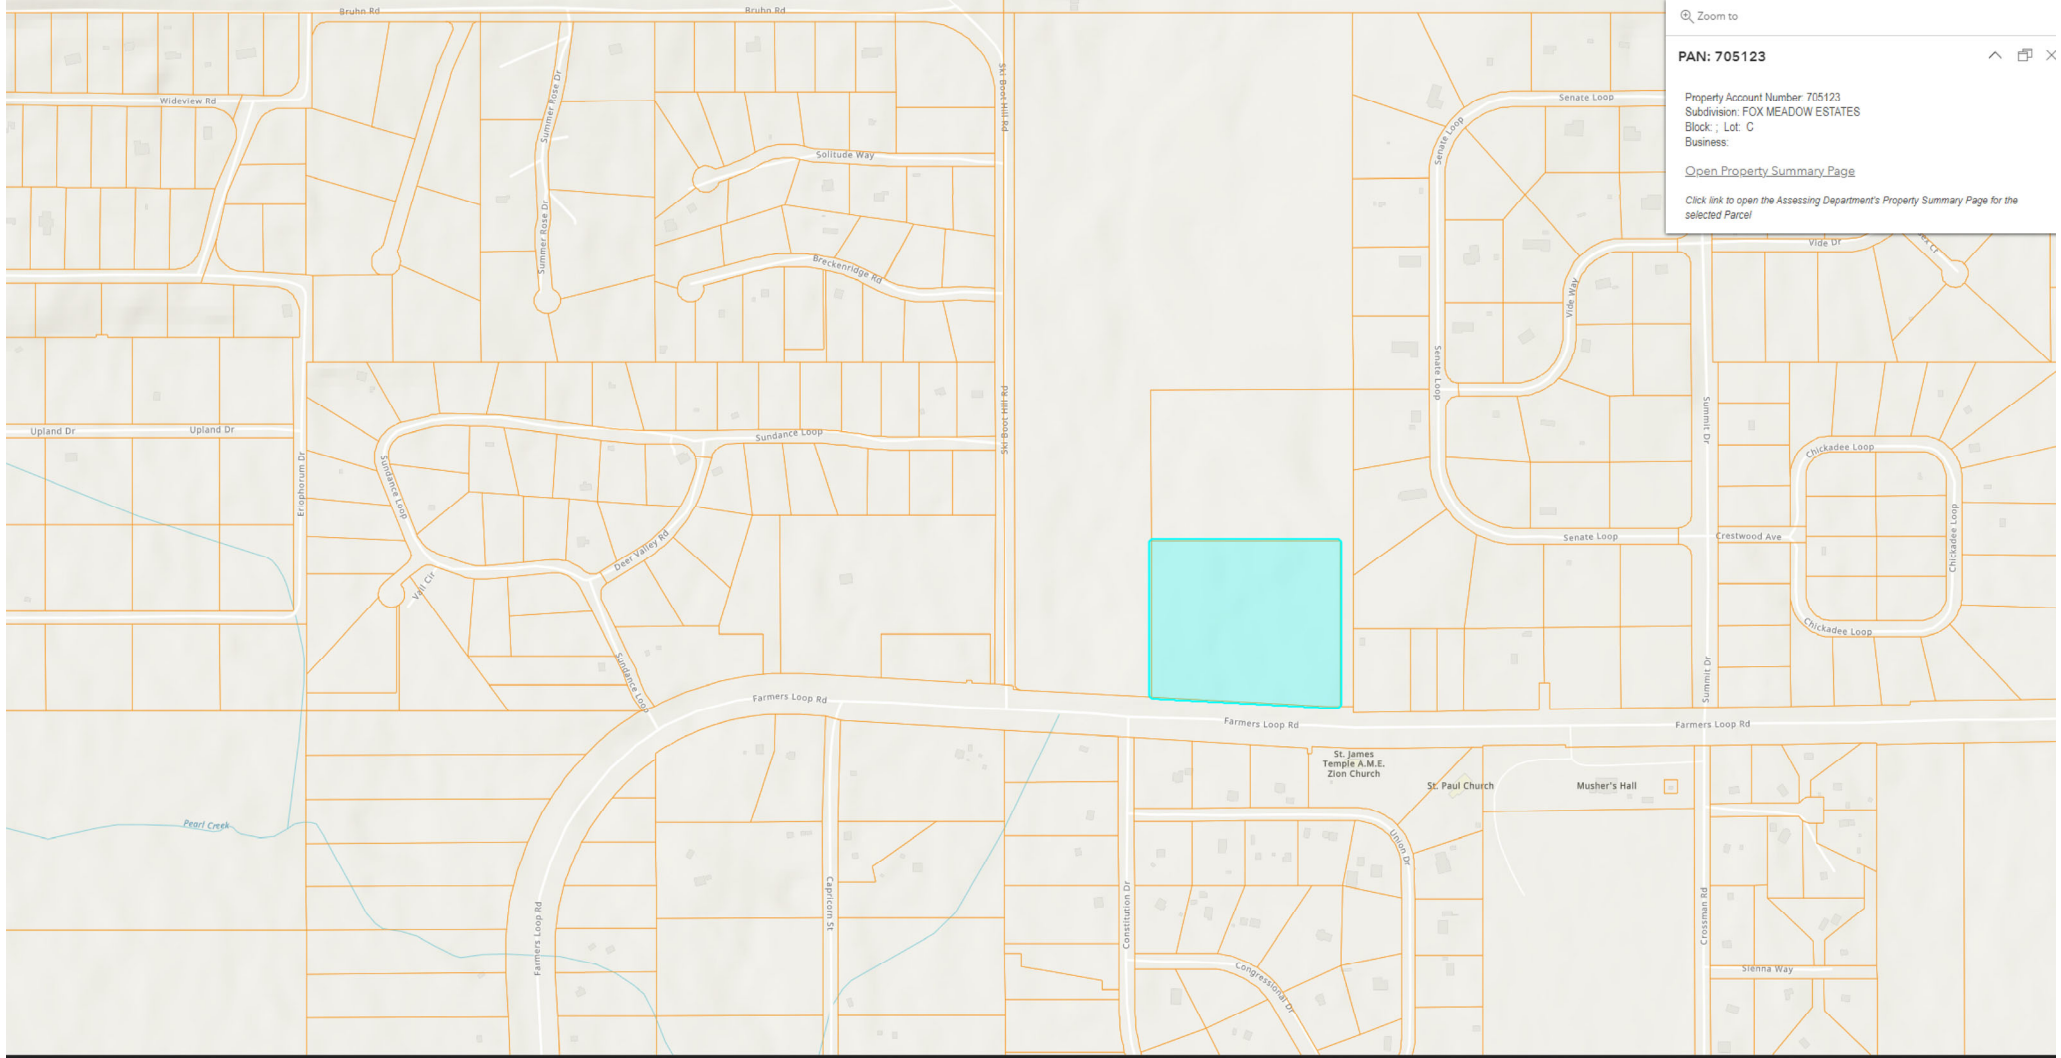 Bruhn Rd
Bruhn Rd
Zoom to
PAN: 705123
Property Account Number: 705123
Subdivision: FOX MEADOW ESTATES
Block: ; Lot: C
Business:
Open Property Summary Page
Click link to open the Assessing Department's Property Summary Page for the
selected Parcel
Wideview Rd
Summer Rose Dr
Summer Rose Dr
Ski Boot Hill Rd
Solitude Way
Senate Loop
Senate Loop
Breckenridge Rd
Vide Dr
Vide Way
Senate Loop
Upland Dr
Upland Dr
Sundance Loop
Ski Boot Hill Rd
Summit Dr
Chickadee Loop
Eriophorum Dr
Sundance Loop
Deer Valley Rd
Senate Loop
Crestwood Ave
Chickadee Loop
Vail Cir
Chickadee Loop
Sundance Loop
Summit Dr
Farmers Loop Rd
Farmers Loop Rd
Farmers Loop Rd
St. James
Temple A.M.E.
Zion Church
St. Paul Church
Musher's Hall
Pearl Creek
Union Dr
Farmers Loop Rd
Capricorn St
Constitution Dr
Crossman Rd
Congressional Dr
Sienna Way